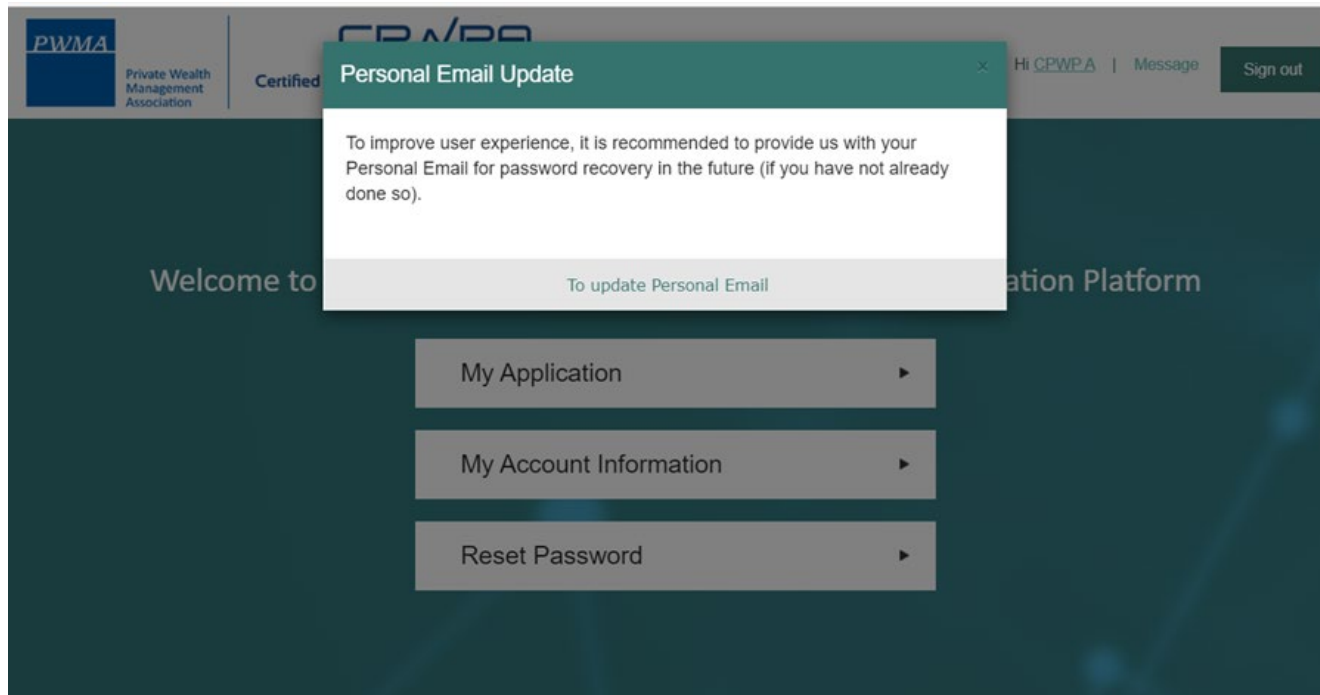 PWMA
Private Wealth
Management
Association
Certified
Personal Email Update
×
Hi CPWP A | Message
Sign out
To improve user experience, it is recommended to provide us with your
Personal Email for password recovery in the future (if you have not already
done so).
To update Personal Email
Welcome to
ation Platform
My Application
My Account Information
Reset Password